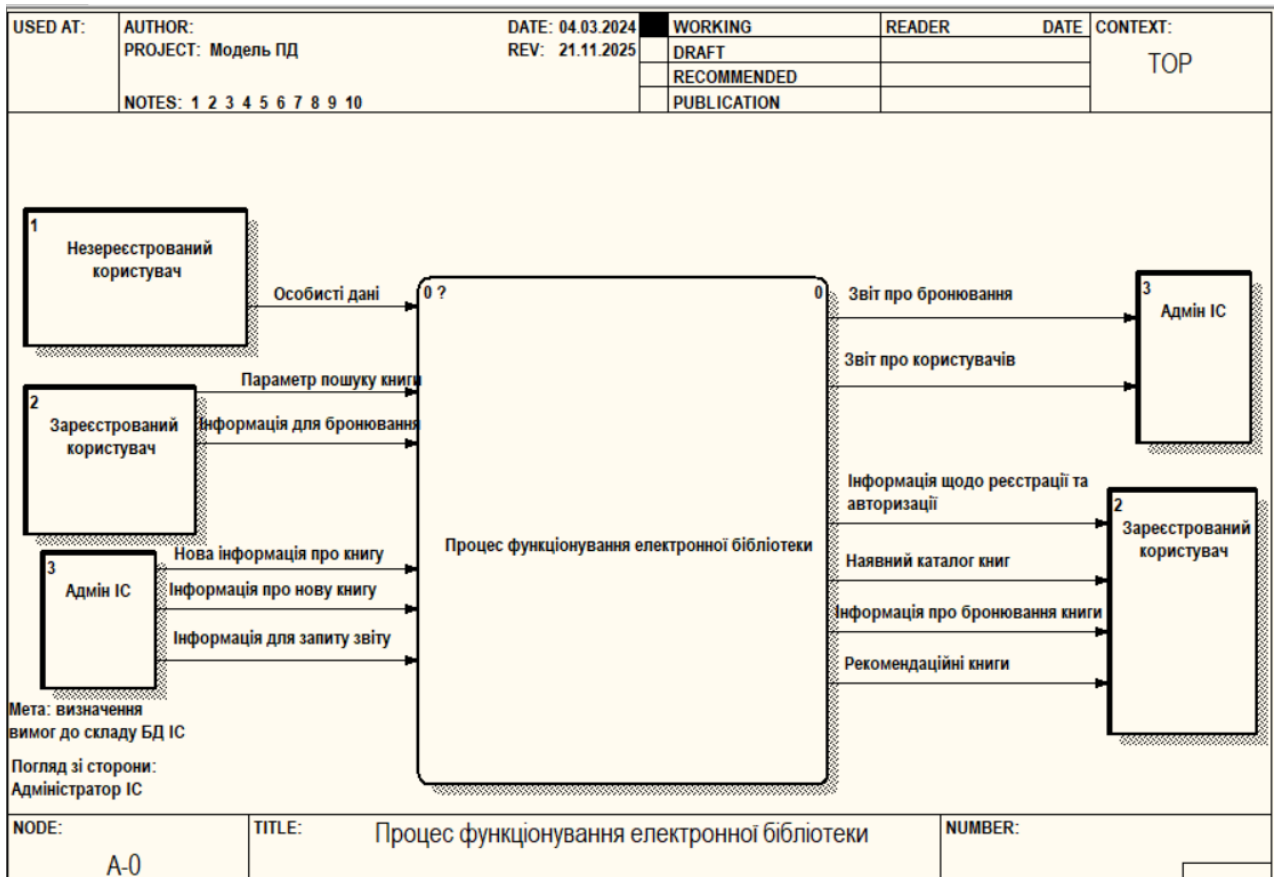 USED AT:
AUTHOR:
DATE: 04.03.2024
PROJECT: Модель ПД
REV: 21.11.2025
NOTES: 1 2 3 4 5 6 7 8 9 10
WORKING
DRAFT
RECOMMENDED
PUBLICATION
READER
DATE
CONTEXT:
TOP
1
Незереєстрований
користувач
Особисті дані
2
Зареєстрований
користувач
Параметр пошуку книги
Інформація для бронювання
3
Адмін ІС
Нова інформація про книгу
Інформація про нову книгу
Інформація для запиту звіту
0 ?
0
Процес функціонування електронної бібліотеки
Звіт про бронювання
Звіт про користувачів
3
Адмін ІС
Інформація щодо реєстрації та
авторизації
Наявний каталог книг
Інформація про бронювання книги
Рекомендаційні книги
2
Зареєстрований
користувач
Мета: визначення
вимог до складу БД ІС
Погляд зі сторони:
Адміністратор ІС
NODE:
A-0
TITLE:
Процес функціонування електронної бібліотеки
NUMBER: